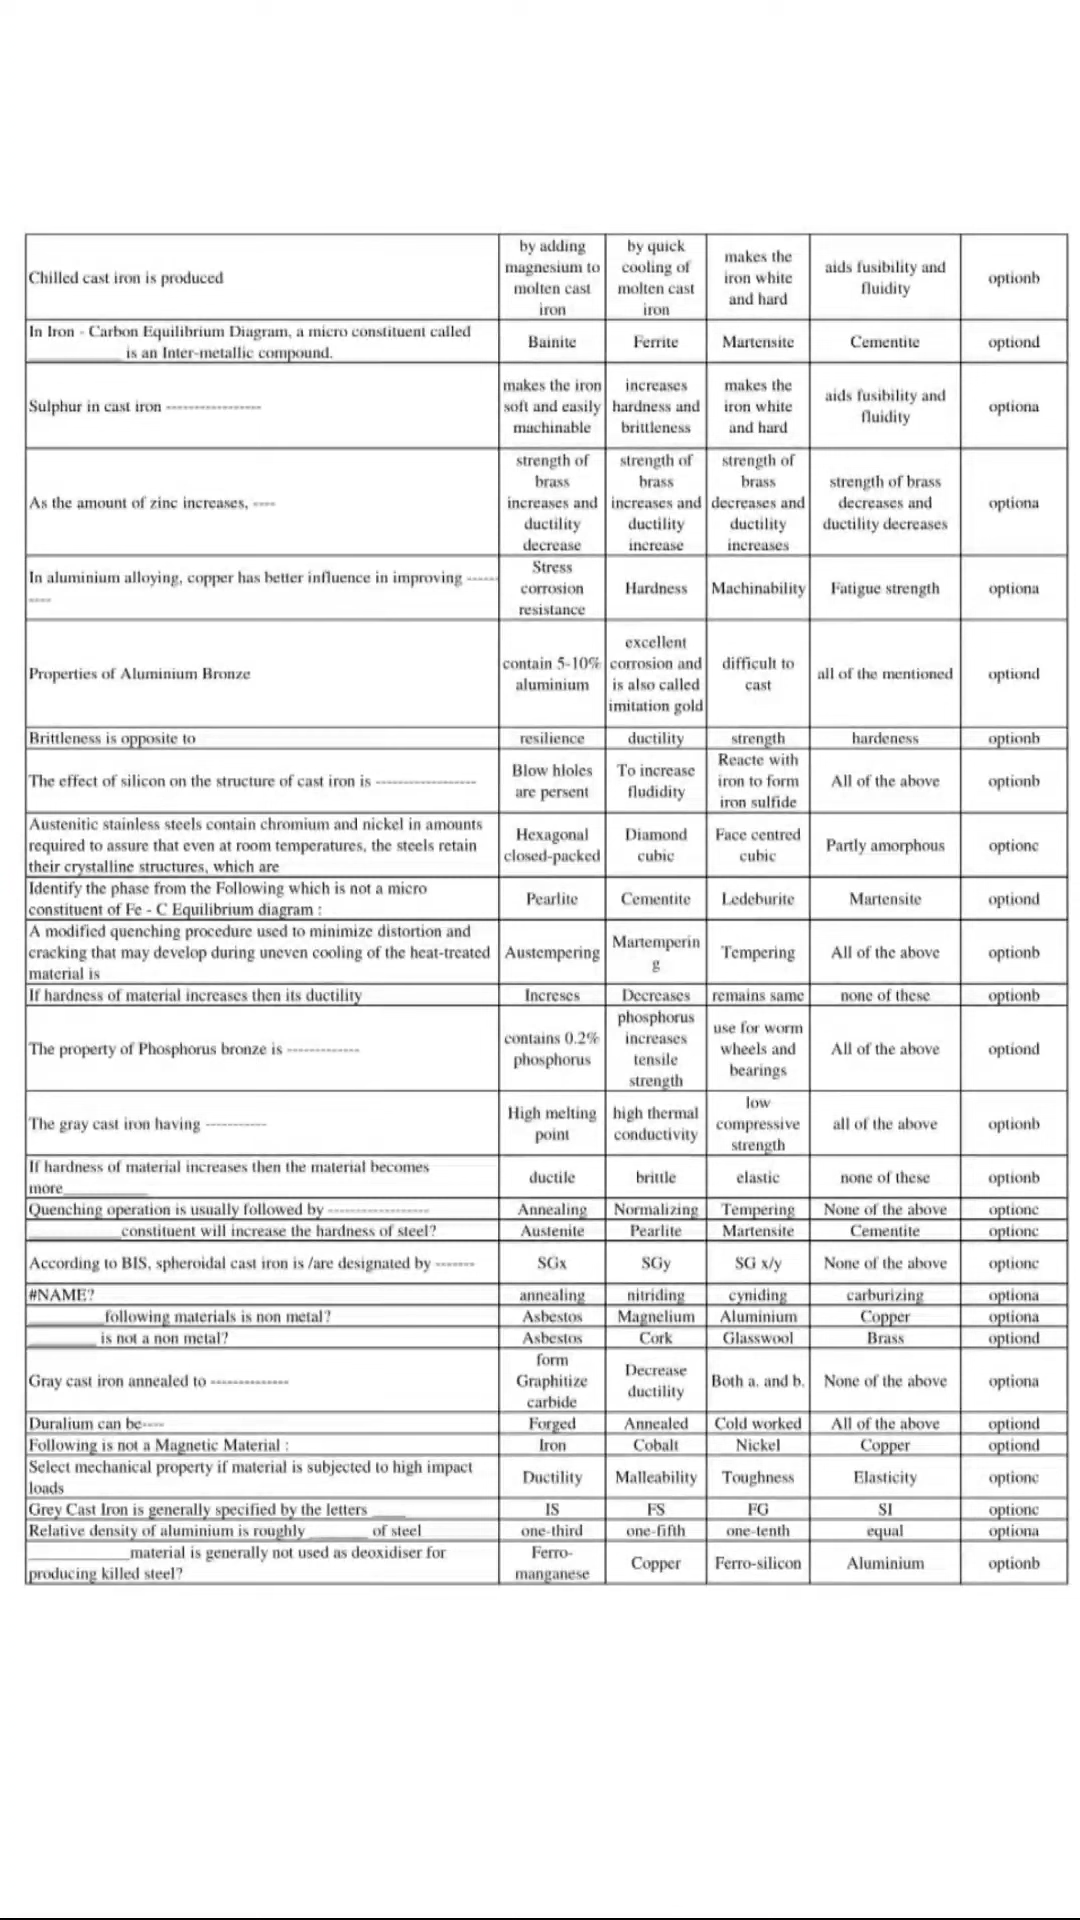 Chilled cast iron is produced
by adding
magnesium to
molten cast
iron
by quick
cooling of
molten cast
iron
makes the
iron white
and hard
aids fusibility and
fluidity
optionb
In Iron - Carbon Equilibrium Diagram, a micro constituent called
____________ is an Inter-metallic compound.
Bainite
Ferrite
Martensite
Cementite
optiond
Sulphur in cast iron -----------------
makes the iron
soft and easily
machinable
increases
hardness and
brittleness
makes the
iron white
and hard
aids fusibility and
fluidity
optiona
As the amount of zinc increases, ----
strength of
brass
increases and
ductility
decrease
strength of
brass
increases and
ductility
increase
strength of
brass
decreases and
ductility
increases
strength of brass
decreases and
ductility decreases
optiona
In aluminium alloying, copper has better influence in improving ------
----
Stress
corrosion
resistance
Hardness
Machinability
Fatigue strength
optiona
Properties of Aluminium Bronze
contain 5-10%
aluminium
excellent
corrosion and
is also called
imitation gold
difficult to
cast
all of the mentioned
optiond
Brittleness is opposite to
resilience
ductility
strength
hardeness
optionb
The effect of silicon on the structure of cast iron is ------------------
Blow hloles
are persent
To increase
fludidity
Reacte with
iron to form
iron sulfide
All of the above
optionb
Austenitic stainless steels contain chromium and nickel in amounts
required to assure that even at room temperatures, the steels retain
their crystalline structures, which are
Hexagonal
closed-packed
Diamond
cubic
Face centred
cubic
Partly amorphous
optionc
Identify the phase from the Following which is not a micro
constituent of Fe - C Equilibrium diagram :
Pearlite
Cementite
Ledeburite
Martensite
optiond
A modified quenching procedure used to minimize distortion and
cracking that may develop during uneven cooling of the heat-treated
material is
Austempering
Martemperin
g
Tempering
All of the above
optionb
If hardness of material increases then its ductility
Increses
Decreases
remains same
none of these
optionb
The property of Phosphorus bronze is -------------
contains 0.2%
phosphorus
phosphorus
increases
tensile
strength
use for worm
wheels and
bearings
All of the above
optiond
The gray cast iron having -----------
High melting
point
high thermal
conductivity
low
compressive
strength
all of the above
optionb
If hardness of material increases then the material becomes
more___________
ductile
brittle
elastic
none of these
optionb
Quenching operation is usually followed by ------------------
Annealing
Normalizing
Tempering
None of the above
optionc
____________constituent will increase the hardness of steel?
Austenite
Pearlite
Martensite
Cementite
optionc
According to BIS, spheroidal cast iron is /are designated by -------
SGx
SGy
SG x/y
None of the above
optionc
#NAME?
annealing
nitriding
cyniding
carburizing
optiona
__________following materials is non metal?
Asbestos
Magnelium
Aluminium
Copper
optiona
_________ is not a non metal?
Asbestos
Cork
Glasswool
Brass
optiond
Gray cast iron annealed to --------------
form
Graphitize
carbide
Decrease
ductility
Both a. and b.
None of the above
optiona
Duralium can be----
Forged
Annealed
Cold worked
All of the above
optiond
Following is not a Magnetic Material :
Iron
Cobalt
Nickel
Copper
optiond
Select mechanical property if material is subjected to high impact
loads
Ductility
Malleability
Toughness
Elasticity
optionc
Grey Cast Iron is generally specified by the letters ____
IS
FS
FG
SI
optionc
Relative density of aluminium is roughly _______ of steel
one-third
one-fifth
one-tenth
equal
optiona
_____________material is generally not used as deoxidiser for
producing killed steel?
Ferro-
manganese
Copper
Ferro-silicon
Aluminium
optionb